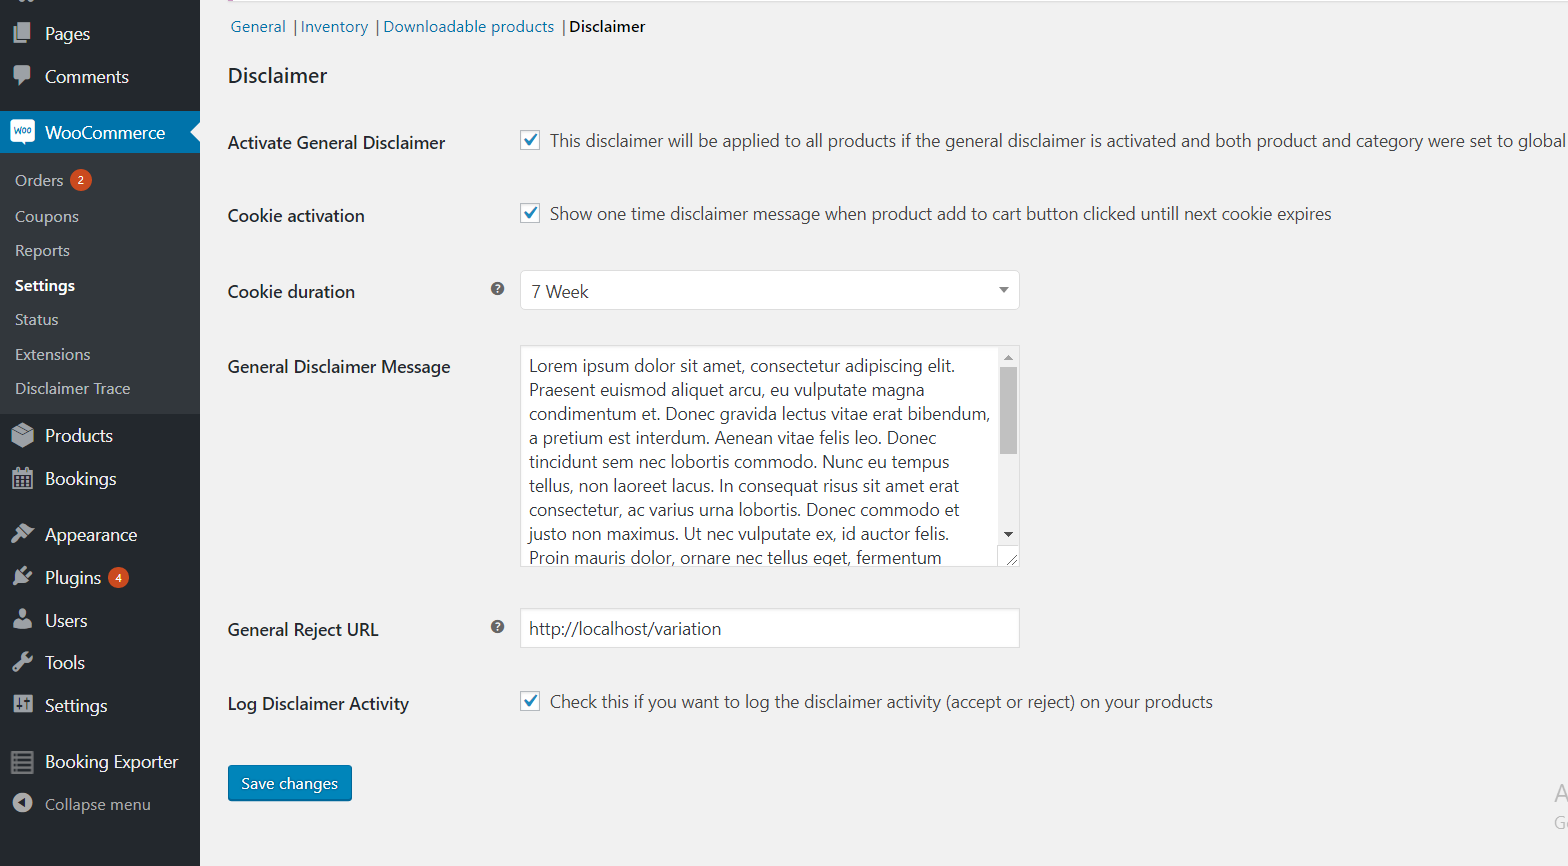 Pages
Comments
WooCommerce
Orders 2
Coupons
Reports
Settings
Status
Extensions
Disclaimer Trace
Products
Bookings
Appearance
Plugins 4
Users
Tools
Settings
Booking Exporter
Collapse menu
General | Inventory | Downloadable products | Disclaimer
Disclaimer
Activate General Disclaimer
This disclaimer will be applied to all products if the general disclaimer is activated and both product and category were set to global
Cookie activation
Show one time disclaimer message when product add to cart button clicked untill next cookie expires
Cookie duration
7 Week
General Disclaimer Message
Lorem ipsum dolor sit amet, consectetur adipiscing elit.
Praesent euismod aliquet arcu, eu vulputate magna
condimentum et. Donec gravida lectus vitae erat bibendum,
a pretium est interdum. Aenean vitae felis leo. Donec
tincidunt sem nec lobortis commodo. Nunc eu tempus
tellus, non laoreet lacus. In consequat risus sit amet erat
consectetur, ac varius urna lobortis. Donec commodo et
justo non maximus. Ut nec vulputate ex, id auctor felis.
Proin mauris dolor, ornare nec tellus eget, fermentum
General Reject URL
http://localhost/variation
Log Disclaimer Activity
Check this if you want to log the disclaimer activity (accept or reject) on your products
Save changes